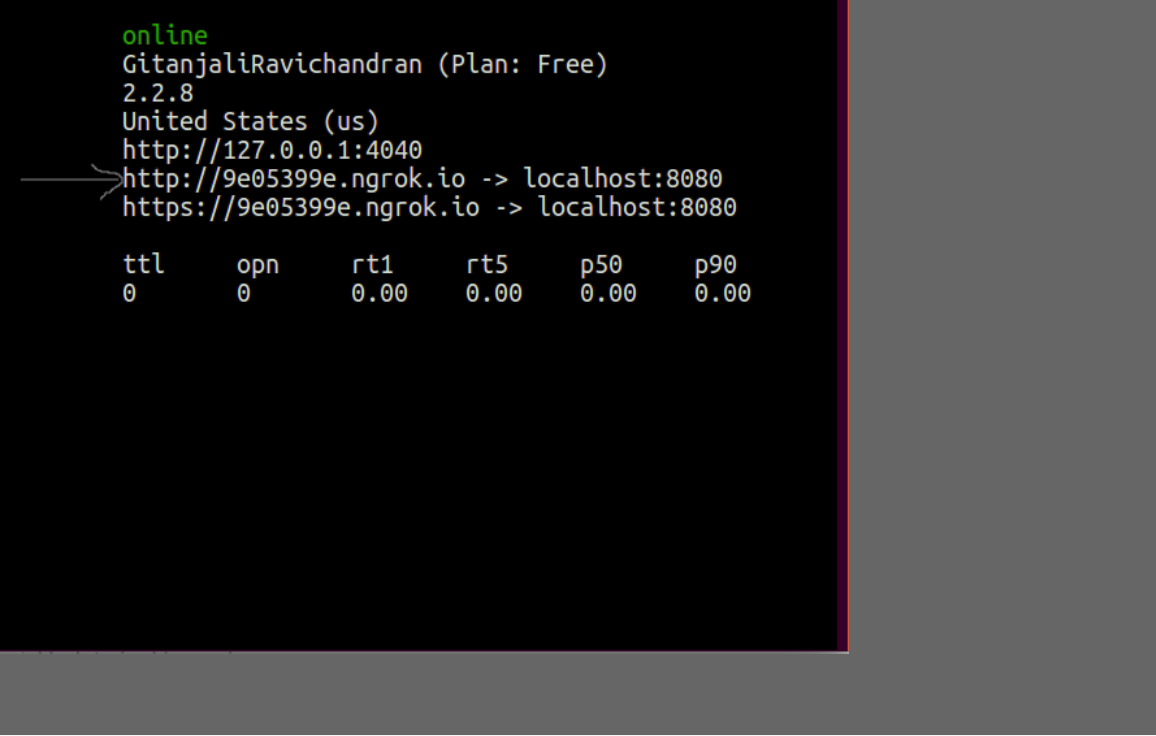 online
GitanjaliRavichandran (Plan: Free)
2.2.8
United States (us)
http://127.0.0.1:4040
http://9e05399e.ngrok.io -> localhost:8080
https://9e05399e.ngrok.io -> localhost:8080
ttl opn rt1 rt5 p50 p90
0 0 0.00 0.00 0.00 0.00